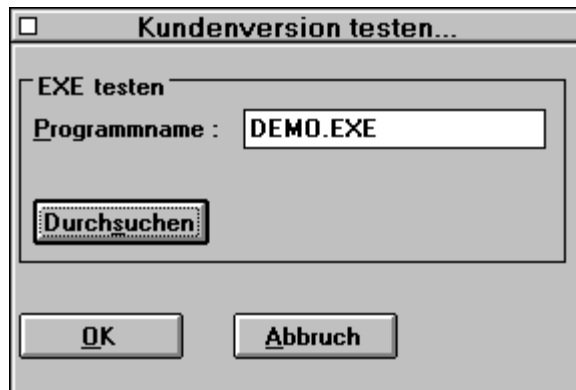 Kundenversion testen...
EXE testen
Programmname : DEMO.EXE
Durchsuchen
OK Abbruch